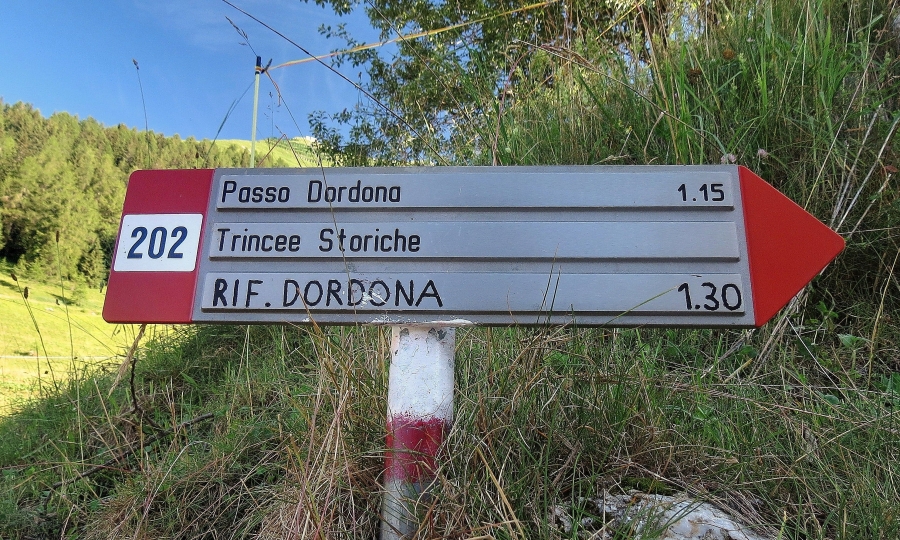 202
Passo Dordona 1.15
Trincee Storiche
RIF. DORDONA 1.30